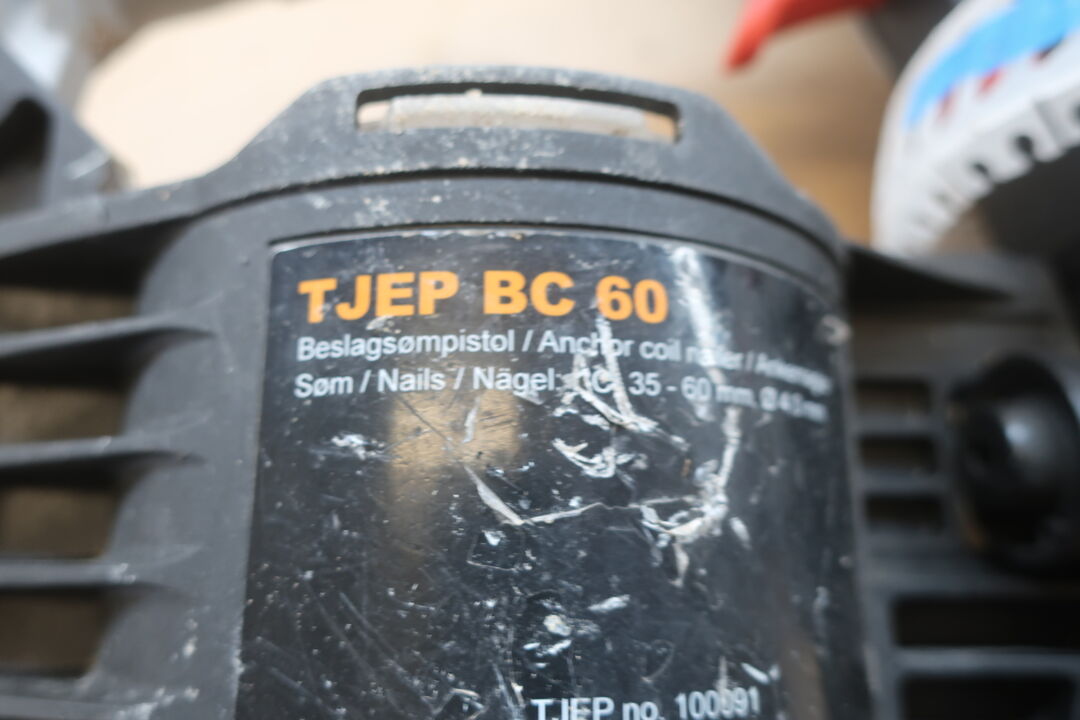 TJEP BC 60
Beslagsømpistol / Anchor coil nailer /
Søm / Nails / Nägel: 35 - 60 mm,
TJEP no. 100091